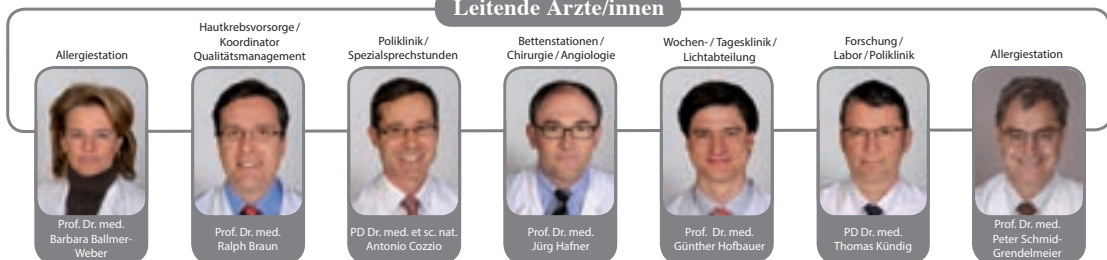 Leitende Ärzte/innen
Allergiestation
Hautkrebsvorsorge /
Koordinator
Qualitätsmanagement
Poliklinik /
Spezialsprechstunden
Bettenstationen /
Chirurgie / Angiologie
Wochen- / Tagesklinik /
Lichtabteilung
Forschung /
Labor / Poliklinik
Allergiestation
Prof. Dr. med.
Barbara Ballmer-
Weber
Prof. Dr. med.
Ralph Braun
PD Dr. med. et sc. nat.
Antonio Cozzio
Prof. Dr. med.
Jürg Hafner
Prof. Dr. med.
Günther Hofbauer
PD Dr. med.
Thomas Kündig
Prof. Dr. med.
Peter Schmid-
Grendelmeier